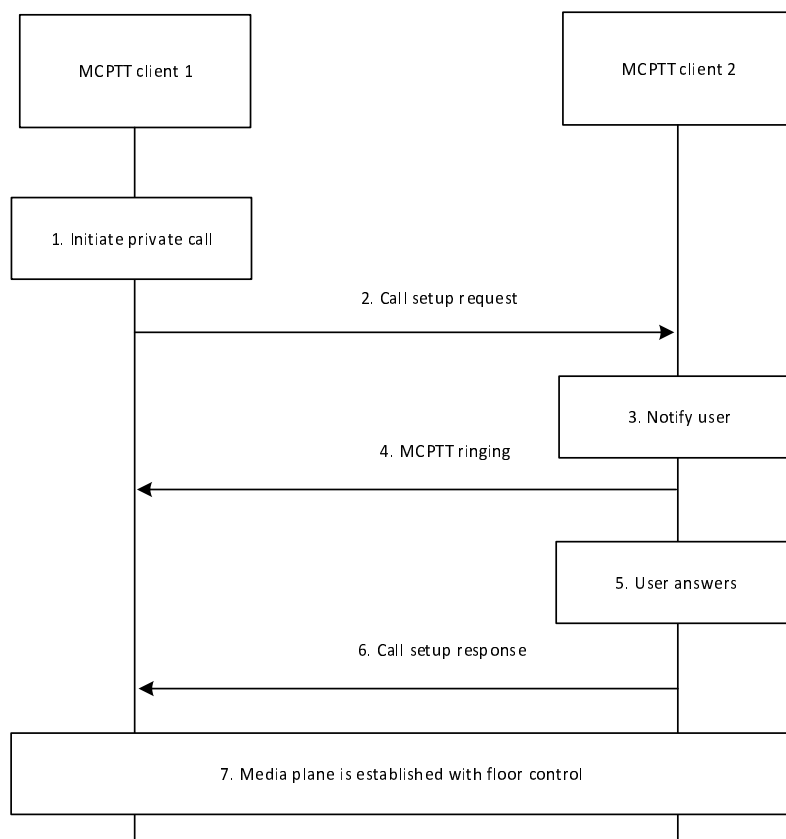 MCPTT client 1
MCPTT client 2
1. Initiate private call
2. Call setup request
3. Notify user
4. MCPTT ringing
5. User answers
6. Call setup response
7. Media plane is established with floor control